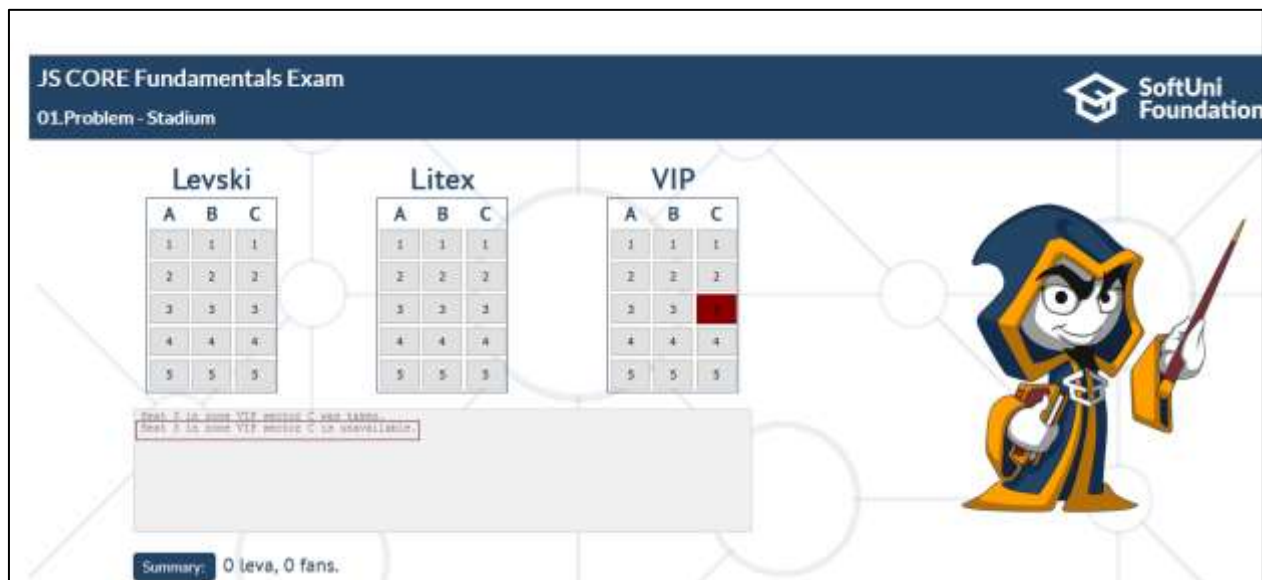 JS CORE Fundamentals Exam
01.Problem - Stadium
SoftUni
Foundation
Levski Litex VIP
A B C A B C A B C
1 1 1 1 1 1 1 1 1
2 2 2 2 2 2 2 2 2
3 3 3 3 3 3 3 3
4 4 4 4 4 4 4 4 4
5 5 5 5 5 5 5 5 5
Seat 3 in zone VIP sector C was taken.
Seat 3 in zone VIP sector C is unavailable.
Summary: 0 leva, 0 fans.